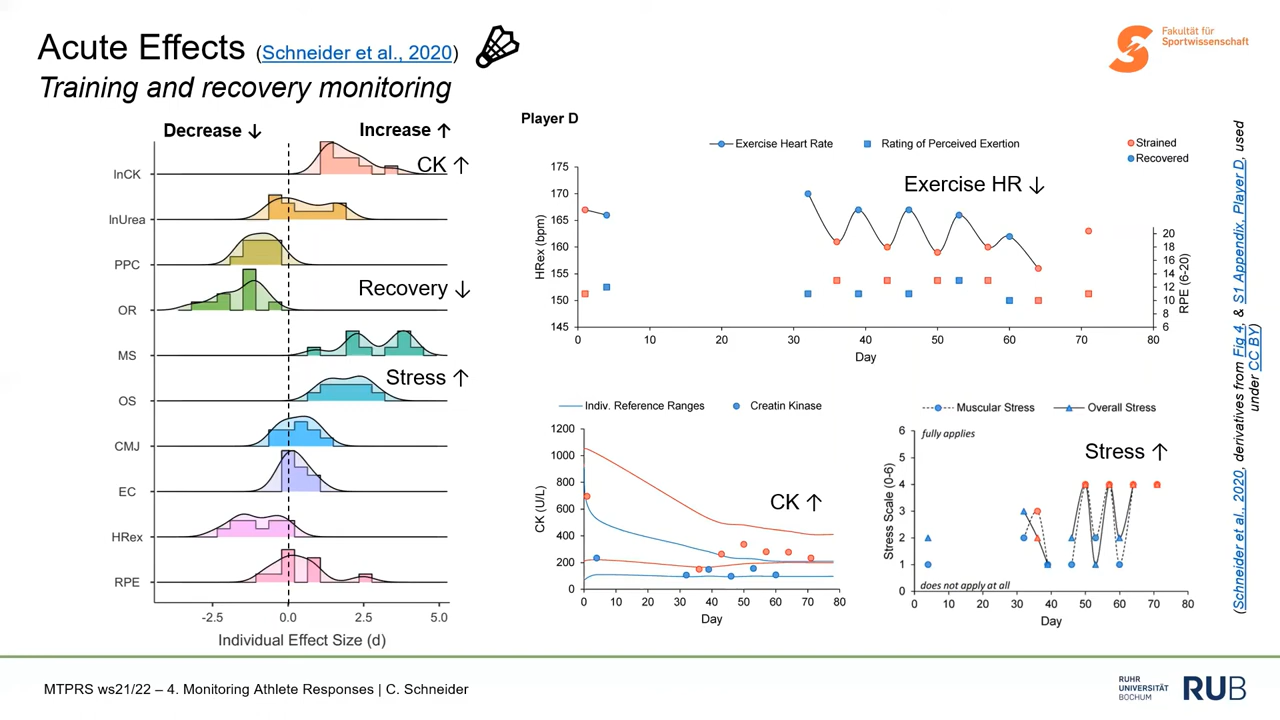 Acute Effects (Schneider et al., 2020)
Training and recovery monitoring
Fakultät für
Sportwissenschaft
Decrease ↓ Increase ↑
CK ↑
lnCK
lnUrea
PPC
OR
Recovery ↓
MS
OS
Stress ↑
CMJ
EC
HRex
RPE
-2.5 0.0 2.5 5.0
Individual Effect Size (d)
Player D
Exercise Heart Rate Rating of Perceived Exertion
Strained
Recovered
Exercise HR ↓
HRex (bpm)
175
170
165
160
155
150
145
0 10 20 30 40 50 60 70 80
Day
20
18
16
14
12
10
8
6
RPE (6-20)
Indiv. Reference Ranges Creatin Kinase
CK (U/L)
1200
1000
800
600
400
200
0
CK ↑
0 10 20 30 40 50 60 70 80
Day
Muscular Stress Overall Stress
Stress Scale (0-6)
6
5
4
3
2
1
0
fully applies
Stress ↑
does not apply at all
0 10 20 30 40 50 60 70 80
Day
(Schneider et al., 2020, derivatives from Fig 4, & S1 Appendix, Player D, used
under CC BY)
MTPRS ws21/22 – 4. Monitoring Athlete Responses | C. Schneider
RUHR
UNIVERSITÄT
BOCHUM
RUB